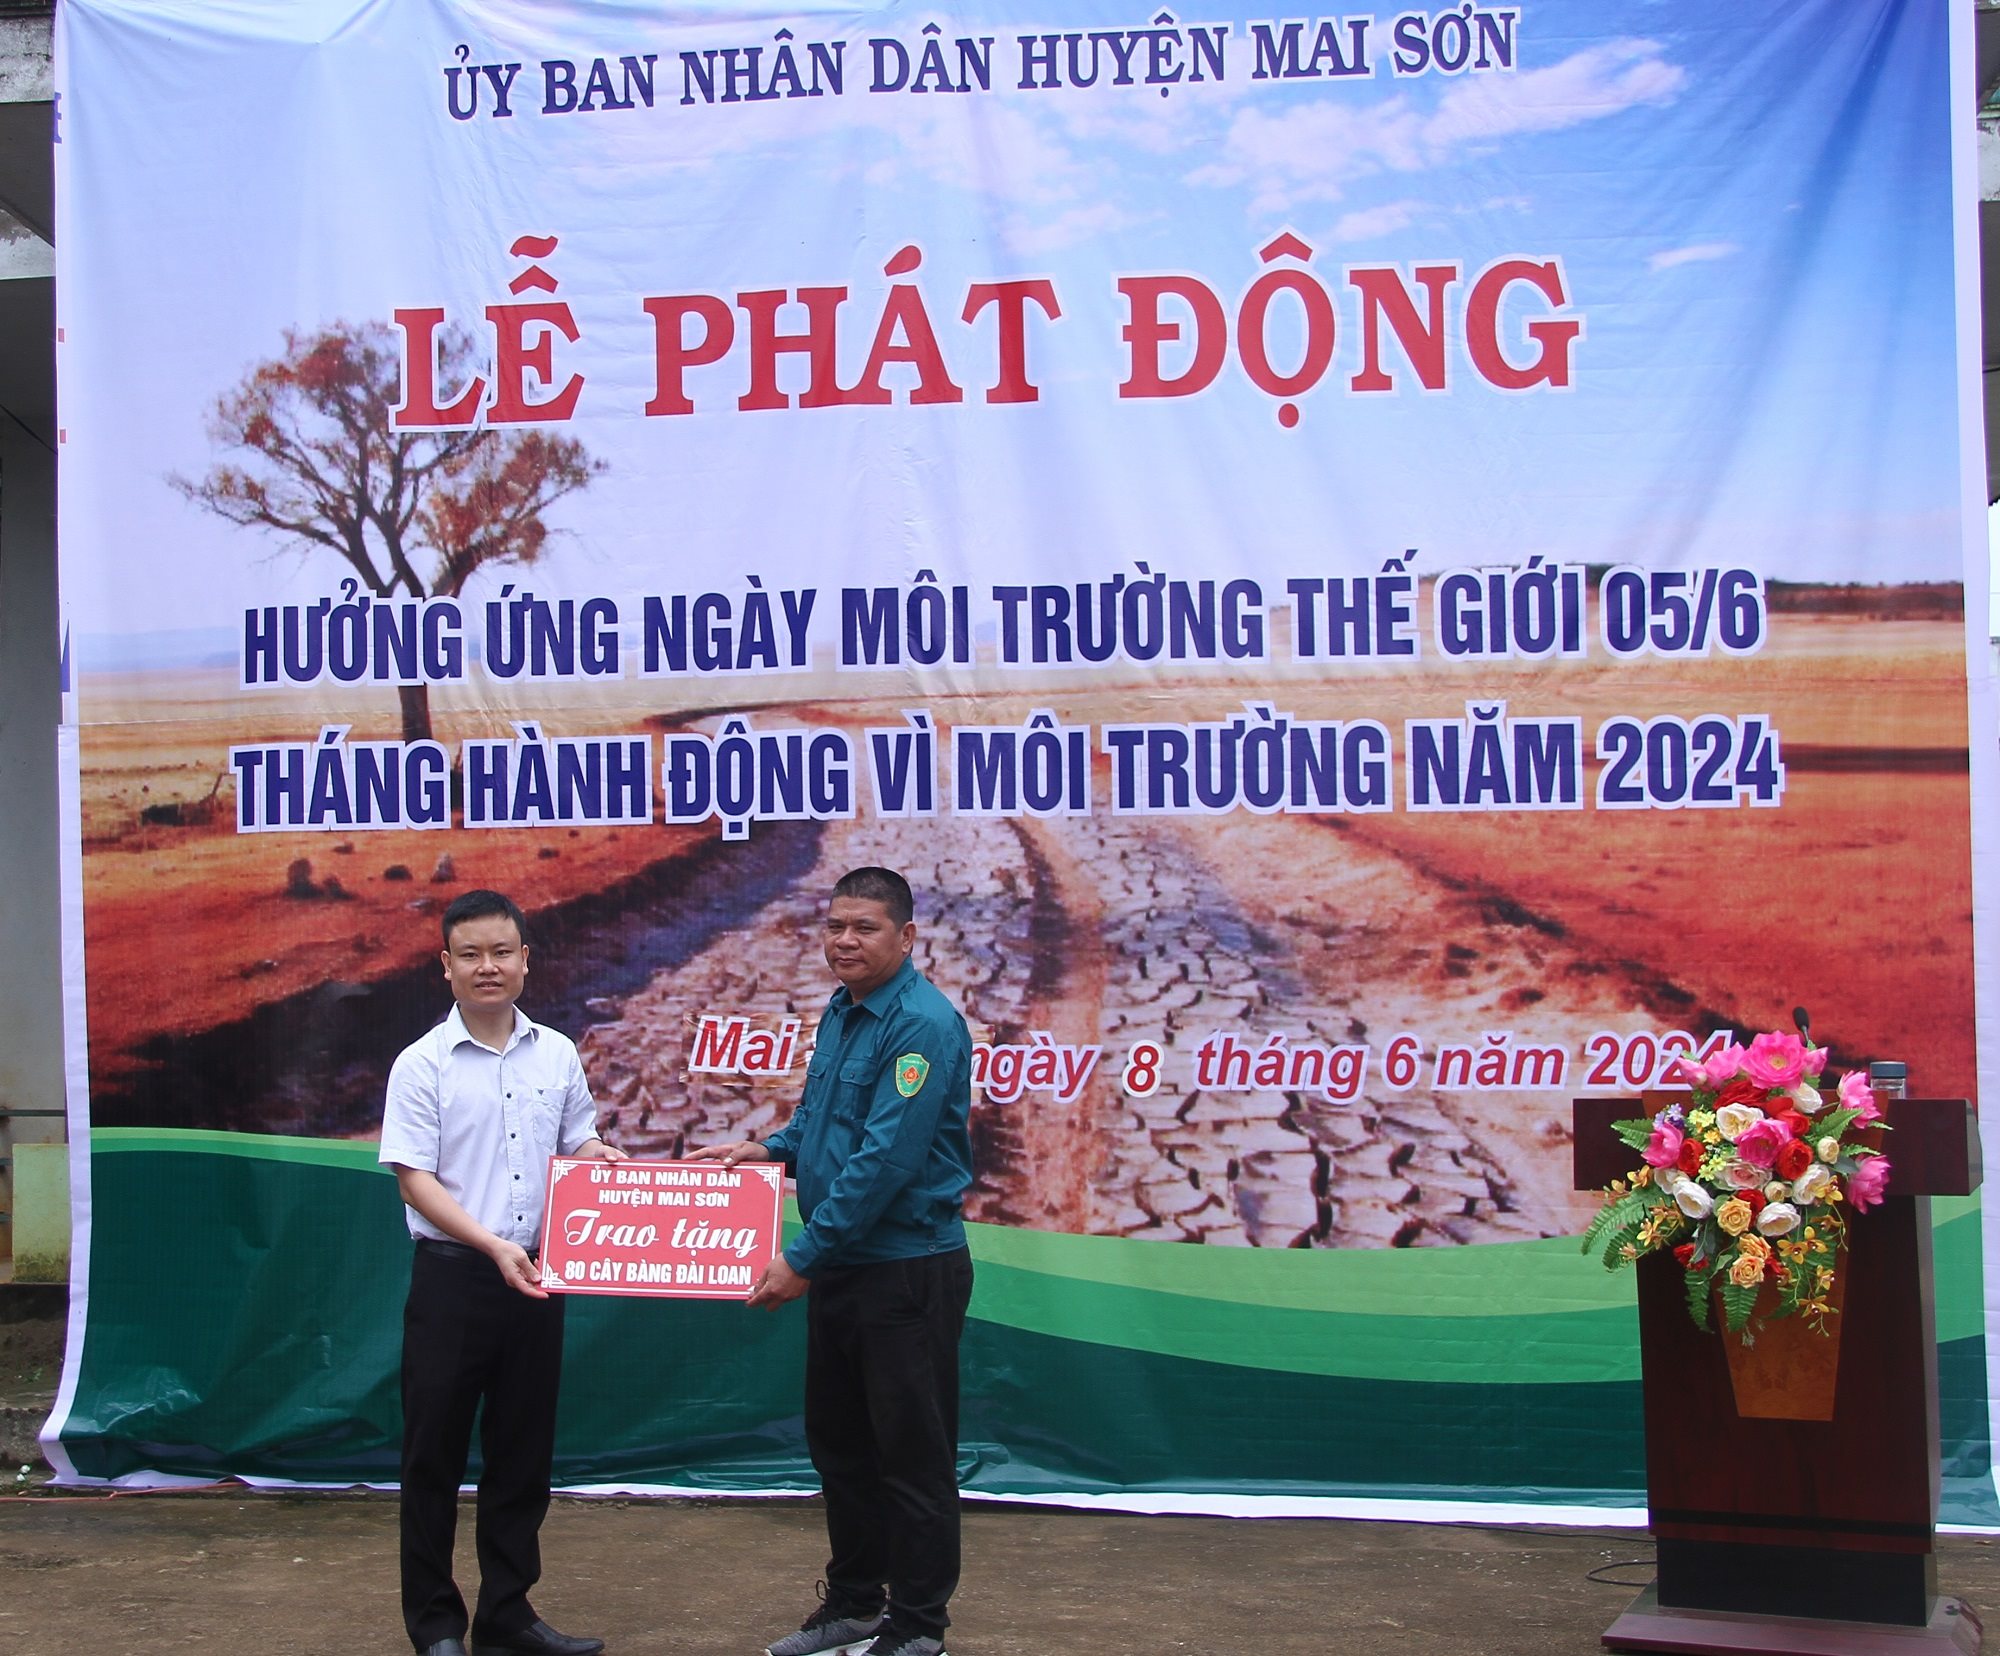 ỦY BAN NHÂN DÂN HUYỆN MAI SƠN
LỄ PHÁT ĐỘNG
HƯỞNG ỨNG NGÀY MÔI TRƯỜNG THẾ GIỚI 05/6
THÁNG HÀNH ĐỘNG VÌ MÔI TRƯỜNG NĂM 2024
Mai ngày 8 tháng 6 năm 2024
ỦY BAN NHÂN DÂN
HUYỆN MAI SƠN
Trao tặng
80 CÂY BÀNG ĐÀI LOAN